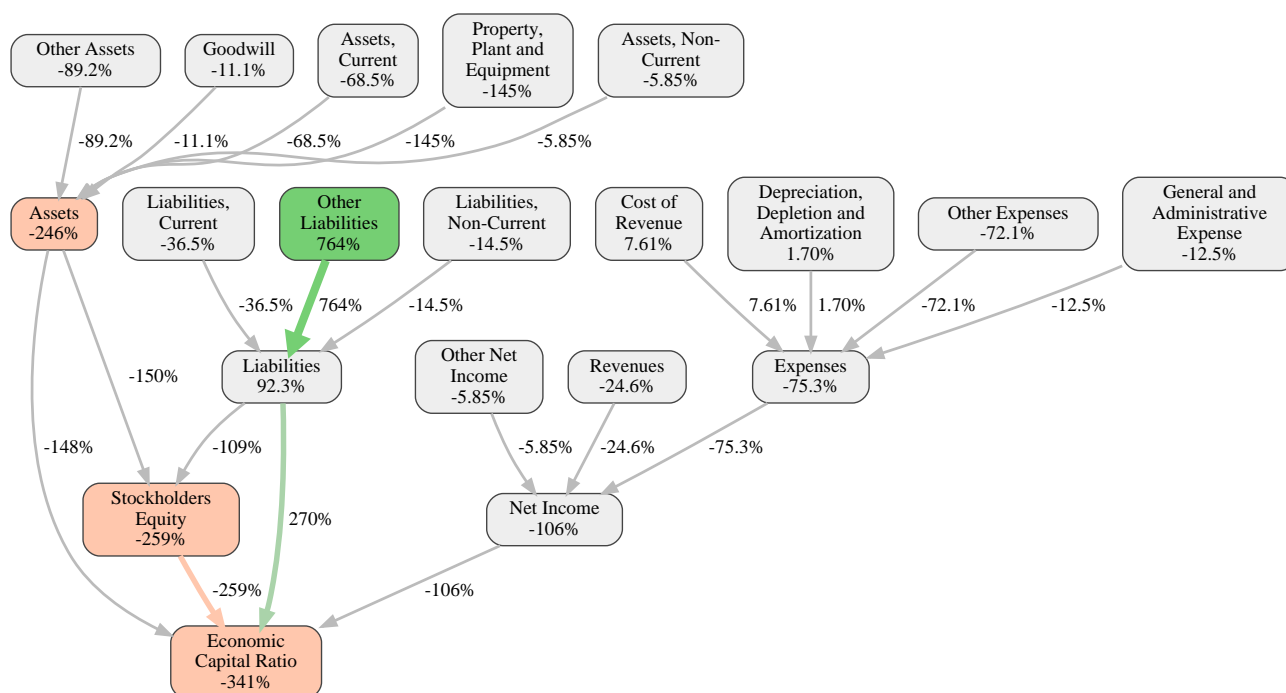 Other Assets
-89.2%
Goodwill
-11.1%
Assets,
Current
-68.5%
Property,
Plant and
Equipment
-145%
Assets, Non-
Current
-5.85%
-89.2%
-11.1%
-68.5%
-145%
-5.85%
Assets
-246%
Liabilities,
Current
-36.5%
Other
Liabilities
764%
Liabilities,
Non-Current
-14.5%
Cost of
Revenue
7.61%
Depreciation,
Depletion and
Amortization
1.70%
Other Expenses
-72.1%
General and
Administrative
Expense
-12.5%
-36.5%
764%
-14.5%
7.61%
1.70%
-72.1%
-12.5%
Liabilities
92.3%
Other Net
Income
-5.85%
Revenues
-24.6%
Expenses
-75.3%
-150%
-148%
-109%
-5.85%
-24.6%
-75.3%
Stockholders
Equity
-259%
270%
Net Income
-106%
-259%
-106%
Economic
Capital Ratio
-341%